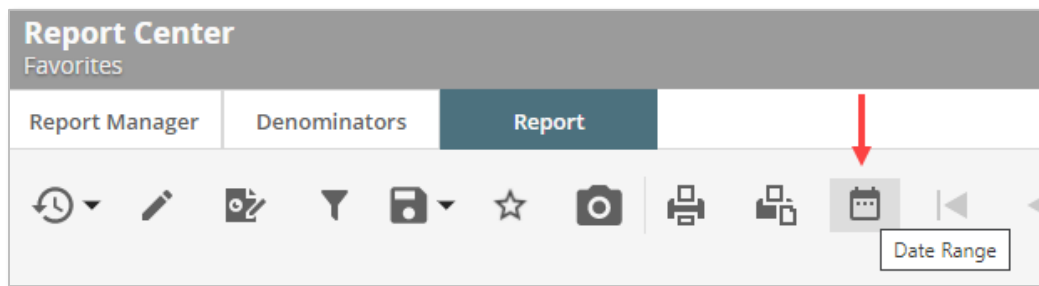 Report Center
Favorites
Report Manager
Denominators
Report
Date Range